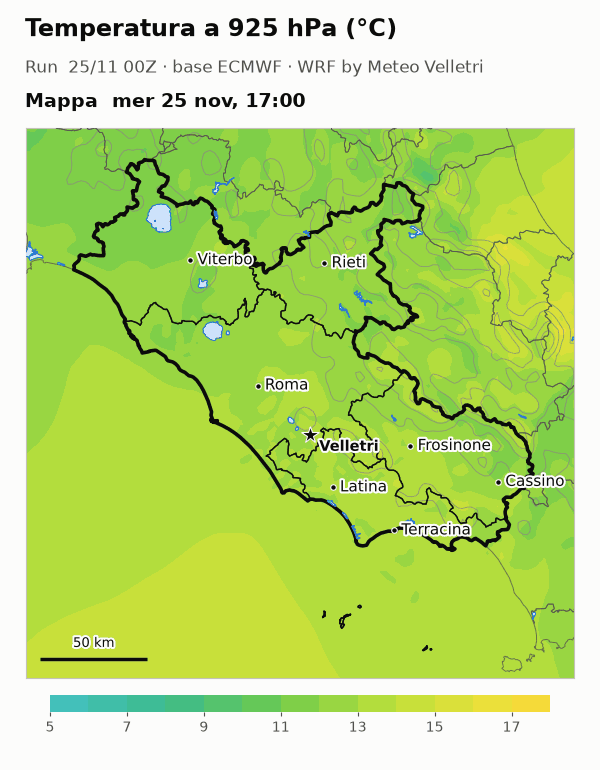 Temperatura a 925 hPa (°C)
Run  25/11 00Z · base ECMWF · WRF by Meteo Velletri
Mappa  mer 25 nov, 17:00
Viterbo
Rieti
Roma
Velletri
Frosinone
Cassino
Latina
Terracina
50 km
5 7 9 11 13 15 17